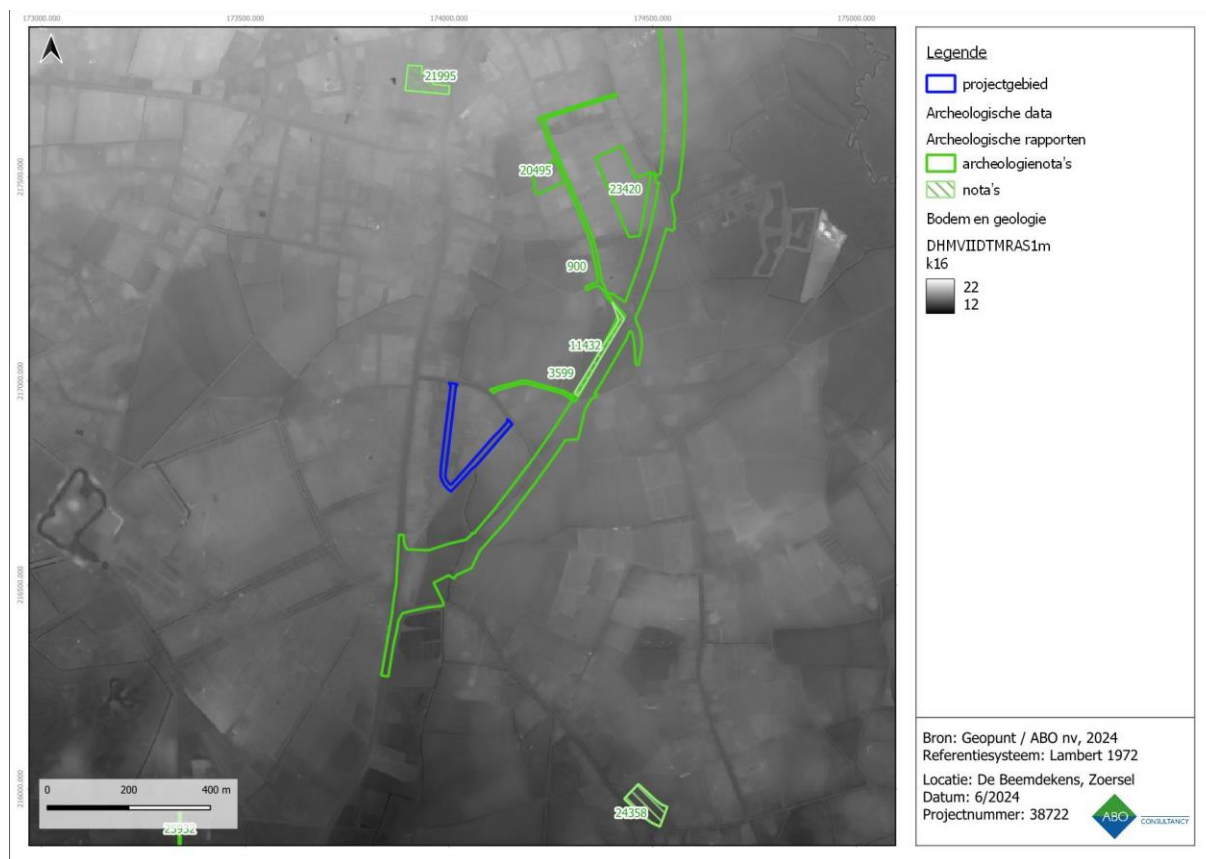 173000.000
173500.000
174000.000
174500.000
175000.000
217500.000
217000.000
216500.000
216000.000
21995
20495
23420
900
11432
3599
24358
25932
0 200 400 m
Legende
projectgebied
Archeologische data
Archeologische rapporten
archeologienota's
nota's
Bodem en geologie
DHMVIIDTMRAS1m
k16
22
12
Bron: Geopunt / ABO nv, 2024
Referentiesysteem: Lambert 1972
Locatie: De Beemdekens, Zoersel
Datum: 6/2024
Projectnummer: 38722
ABO CONSULTANCY